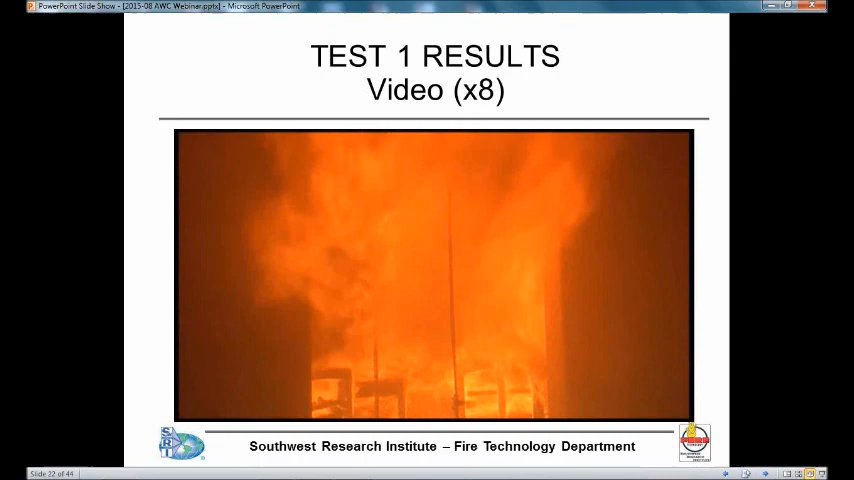 PowerPoint Slide Show - [2015-08 AWC Webinar.pptx] - Microsoft PowerPoint
TEST 1 RESULTS
Video (x8)
Southwest Research Institute – Fire Technology Department
Slide 22 of 44